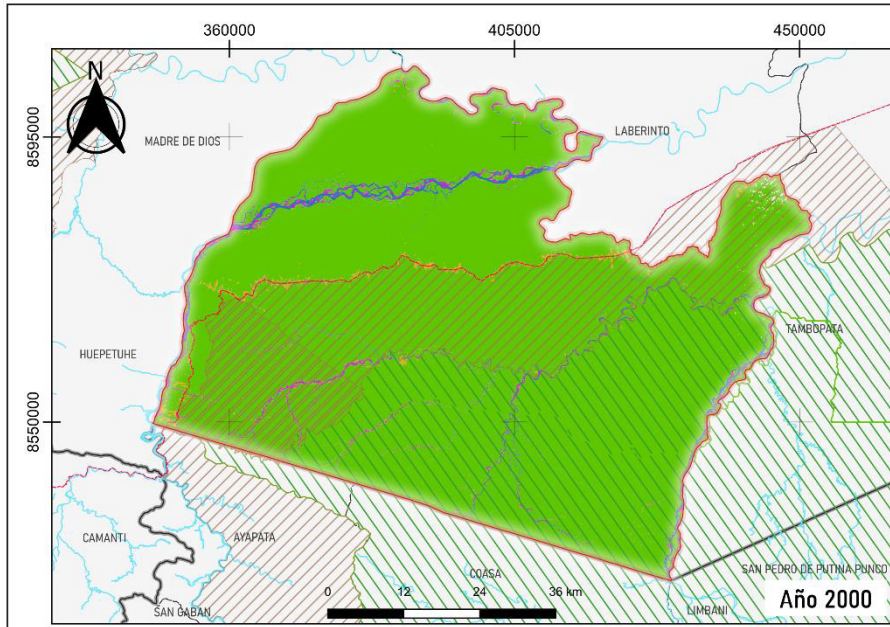 360000
405000
450000
N
8595000
MADRE DE DIOS
LABERINTO
TAMBOPATA
HUEPETUHE
8550000
CAMANTI
AYAPATA
COASA
SAN PEDRO DE PUTINA PUNCO
SAN GABAN
LIMBANI
0 12 24 36 km
Año 2000